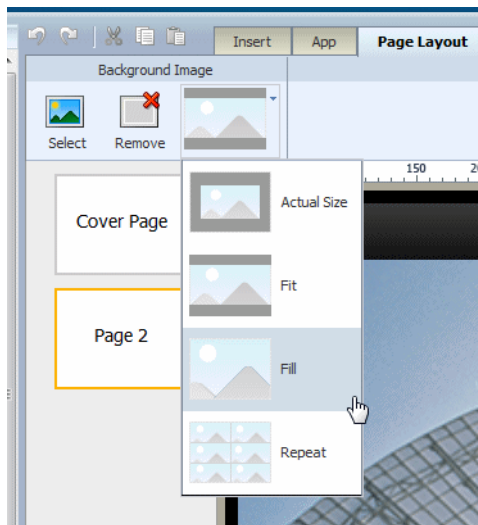 Insert App Page Layout
Background Image
Select Remove
150
Actual Size
Cover Page
Fit
Page 2
Fill
Repeat